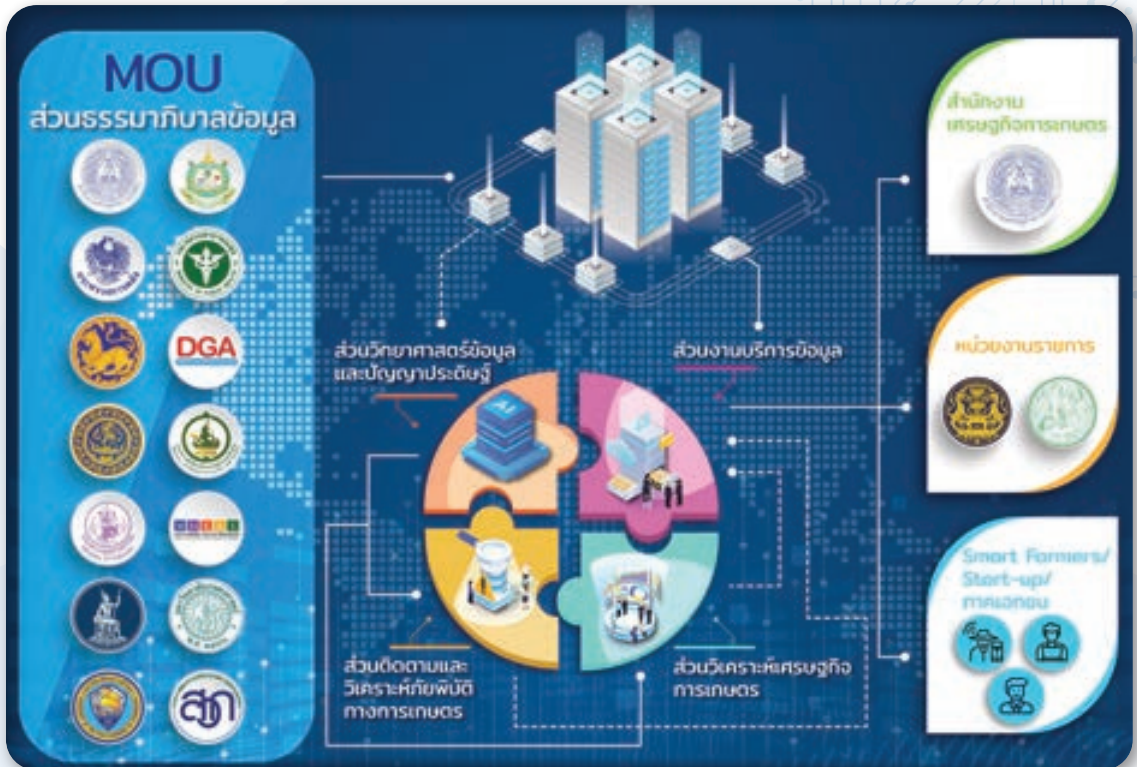 MOU
ส่วนธรรมาภิบาลข้อมูล
DGA
สำนักงาน
เศรษฐกิจการเกษตร
ส่วนวิทยาศาสตร์ข้อมูล
และปัญญาประดิษฐ์
ส่วนงานบริการข้อมูล
AI
หน่วยงานราชการ
ส่วนติดตามและ
วิเคราะห์ภัยพิบัติ
ทางการเกษตร
ส่วนวิเคราะห์เศรษฐกิจ
การเกษตร
Smart Farmers/
Start-up/
ภาคเอกชน